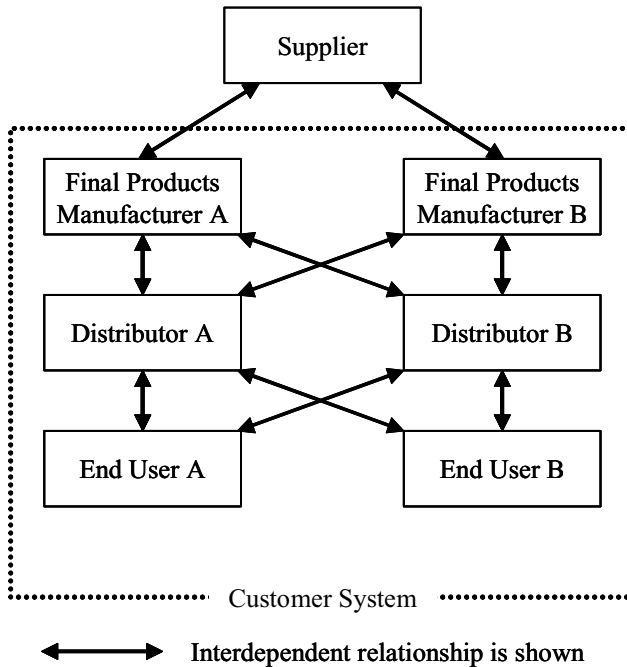 Supplier
Final Products
Manufacturer A
Final Products
Manufacturer B
Distributor A
Distributor B
End User A
End User B
Customer System
Interdependent relationship is shown